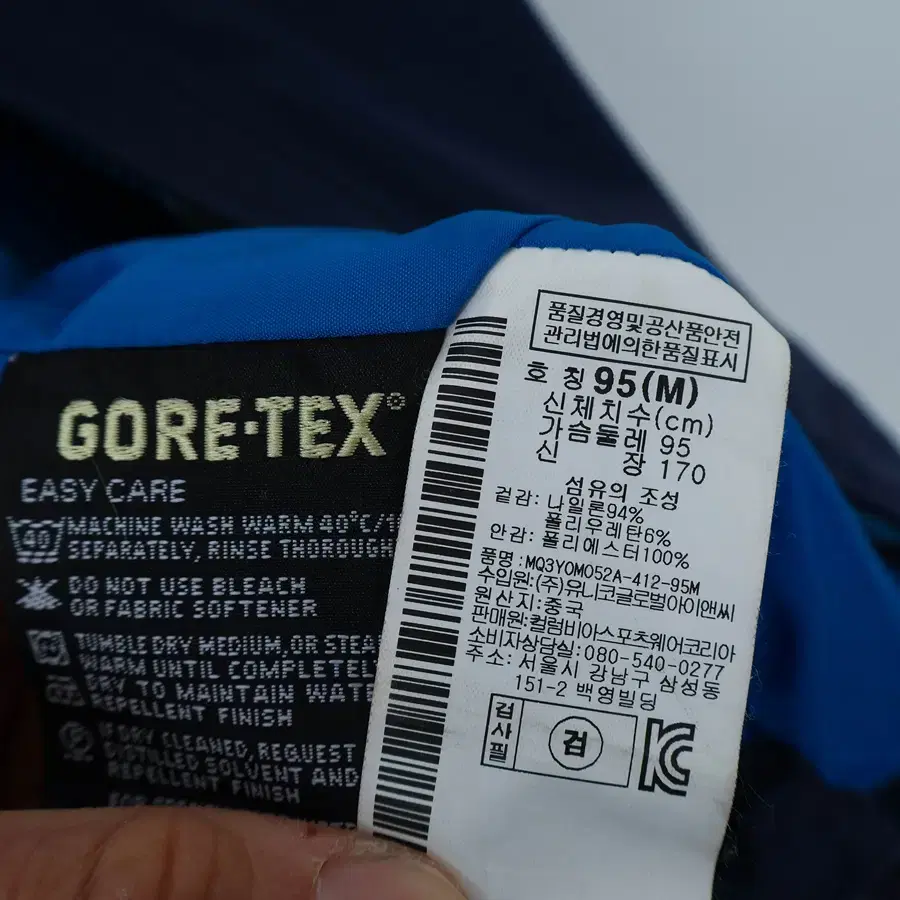 GORE-TEX
EASY CARE
40
MACHINE WASH WARM 40°C/1
SEPARATELY, RINSE THOROUGH
DO NOT USE BLEACH
OR FABRIC SOFTENER
TUMBLE DRY MEDIUM, OR STEA
WARM UNTIL COMPLETEL
DRY TO MAINTAIN WATE
REPELLENT FINISH
IF DRY CLEANED, REQUEST
DISTILLED SOLVENT AND
REPELLENT FINISH
품질경영및공산품안전
관리법에의한품질표시
호 칭 95(M)
신체치수(cm)
가슴둘레 95
신 장 170
섬유의 조성
겉감: 나일론94%
폴리우레탄6%
안감: 폴리에스터100%
품명: MQ3YOM052A-412-95M
수입원:(주)유니코글로벌아이앤씨
원산지:중국
판매원:컬럼비아스포츠웨어코리아
소비자상담실:080-540-0277
주소: 서울시 강남구 삼성동
151-2 백영빌딩
검사필
검
KC